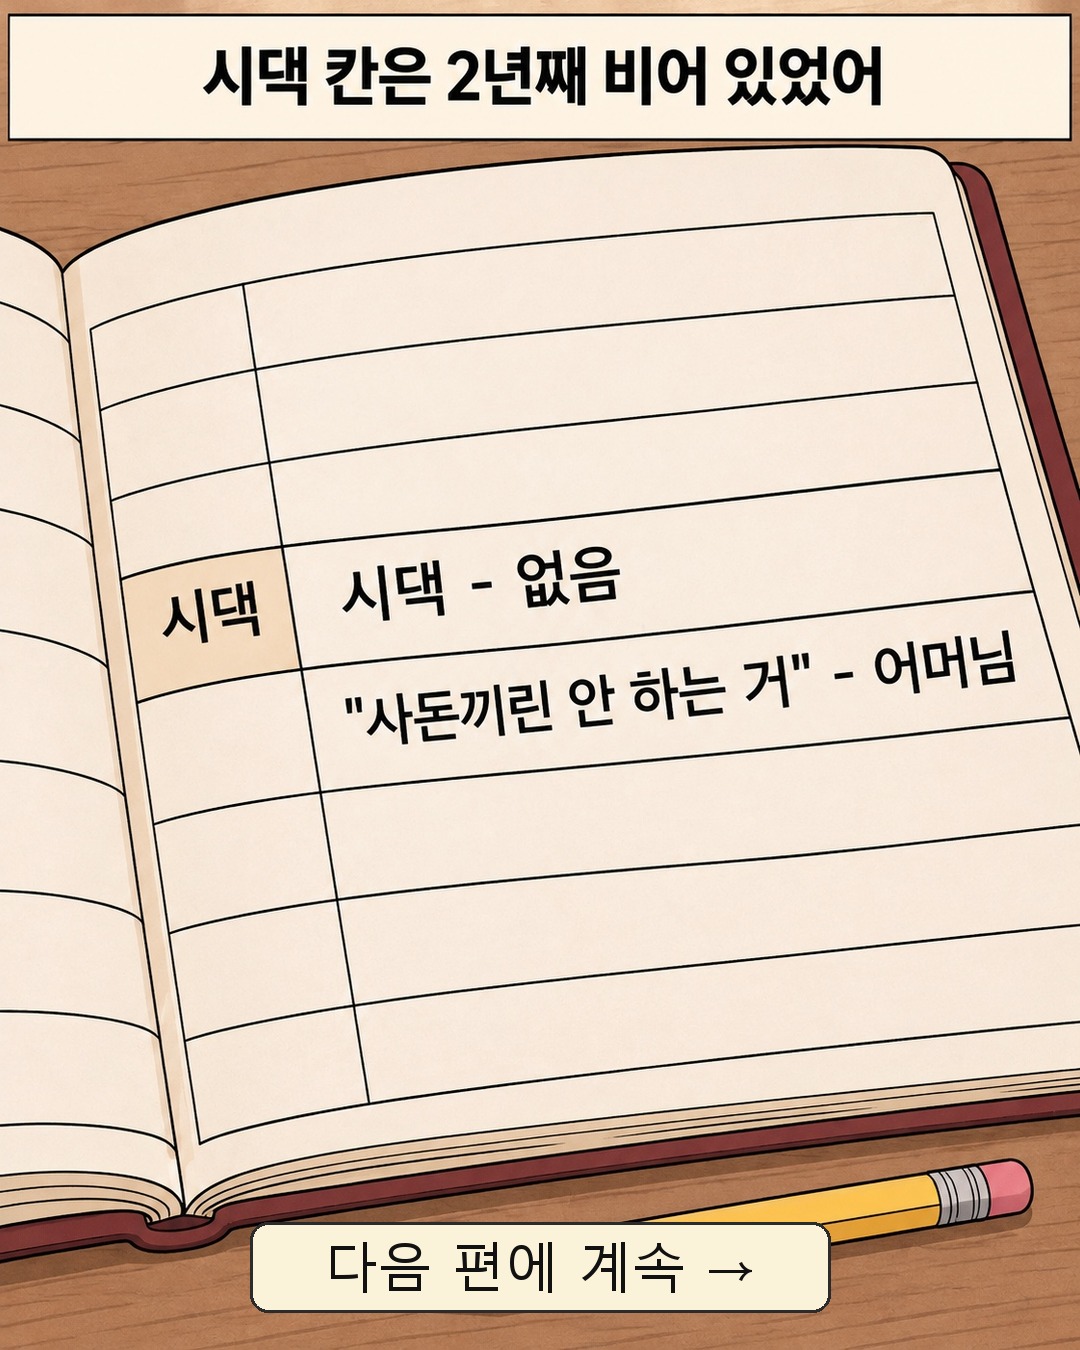 시댁 칸은 2년째 비어 있었어
시댁 시댁 - 없음
"사돈끼린 안 하는 거" - 어머님
다음 편에 계속 →